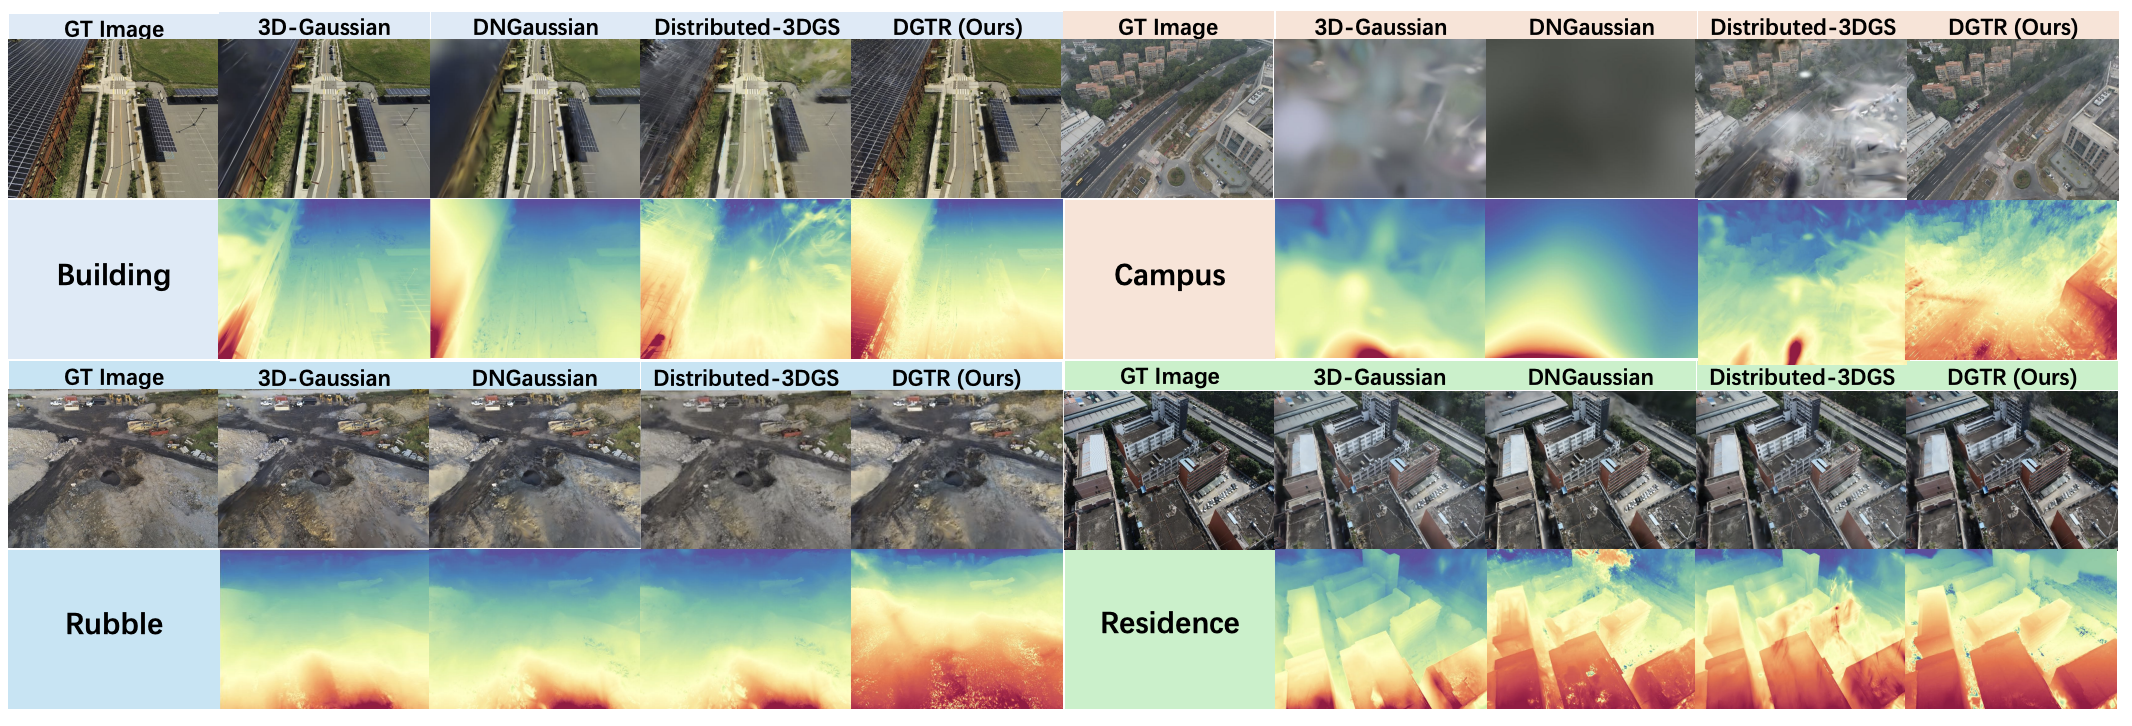 GT Image 3D-Gaussian DNGaussian Distributed-3DGS DGTR (Ours) GT Image 3D-Gaussian DNGaussian Distributed-3DGS DGTR (Ours)
Building Campus
GT Image 3D-Gaussian DNGaussian Distributed-3DGS DGTR (Ours) GT Image 3D-Gaussian DNGaussian Distributed-3DGS DGTR (Ours)
Rubble Residence